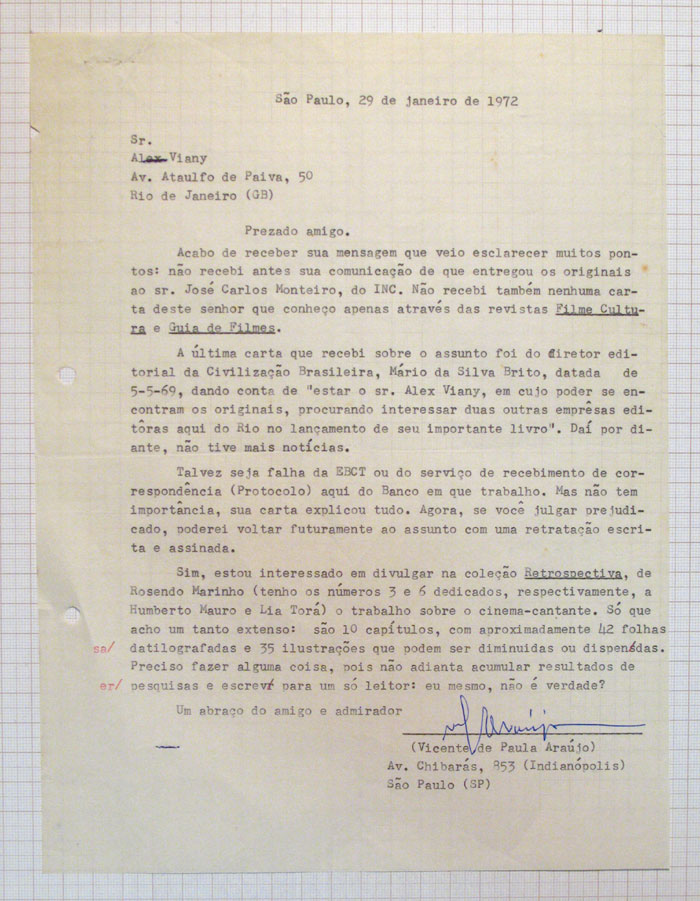 São Paulo, 29 de janeiro de 1972
Sr.
Alex Viany
Av. Ataulfo de Paiva, 50
Rio de Janeiro (GB)
Prezado amigo.
Acabo de receber sua mensagem que veio esclarecer muitos pon-
tos: não recebi antes sua comunicação de que entregou os originais
ao sr. José Carlos Monteiro, do INC. Não recebi também nenhuma car-
ta deste senhor que conheço apenas através das revistas Filme Cultu-
ra e Guia de Filmes.
A última carta que recebi sobre o assunto foi do diretor edi-
torial da Civilização Brasileira, Mário da Silva Brito, datada de
5-5-69, dando conta de "estar o sr. Alex Viany, em cujo poder se en-
contram os originais, procurando interessar duas outras emprêsas edi-
tôras aqui do Rio no lançamento de seu importante livro". Daí por di-
ante, não tive mais notícias.
Talvez seja falha da EBCT ou do serviço de recebimento de cor-
respondência (Protocolo) aqui do Banco em que trabalho. Mas não tem
importância, sua carta explicou tudo. Agora, se você julgar prejudi-
cado, poderei voltar futuramente ao assunto com uma retratação escri-
ta e assinada.
Sim, estou interessado em divulgar na coleção Retrospectiva, de
Rosendo Marinho (tenho os números 3 e 6 dedicados, respectivamente, a
Humberto Mauro e Lia Torá) o trabalho sobre o cinema-cantante. Só que
acho um tanto extenso: são 10 capítulos, com aproximadamente 42 folhas
sa/ datilografadas e 35 ilustrações que podem ser diminuidas ou dispendas.
Preciso fazer alguma coisa, pois não adianta acumular resultados de
er/ pesquisas e escrevr para um só leitor: eu mesmo, não é verdade?
Um abraço do amigo e admirador
Araújo
(Vicente de Paula Araújo)
Av. Chibarás, 853 (Indianópolis)
São Paulo (SP)